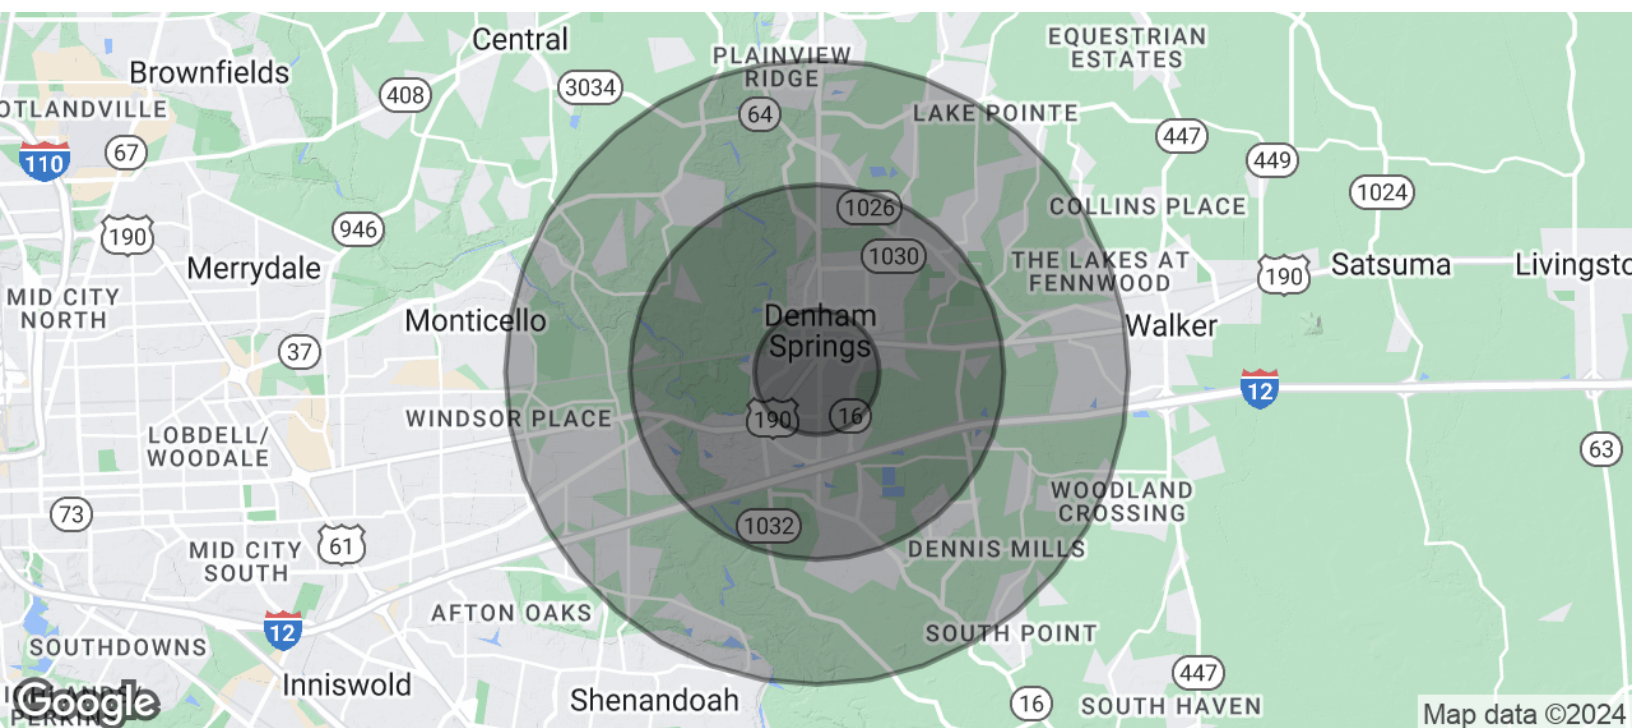 Central
PLAINVIEW
RIDGE
EQUESTRIAN
ESTATES
Brownfields
408
3034
64
LAKE POINTE
OTLANDVILLE
67
110
447
449
1024
190
946
1026
COLLINS PLACE
1030
Merrydale
THE LAKES AT
FENNWOOD
190
Satsuma
Livingsto
MID CITY
NORTH
Monticello
Denham
Springs
Walker
37
12
WINDSOR PLACE
190
16
LOBDELL/
WOODALE
63
WOODLAND
CROSSING
73
1032
61
MID CITY
SOUTH
DENNIS MILLS
AFTON OAKS
12
SOUTH POINT
SOUTHDOWNS
Inniswold
447
Shenandoah
16
SOUTH HAVEN
Google
Map data ©2024